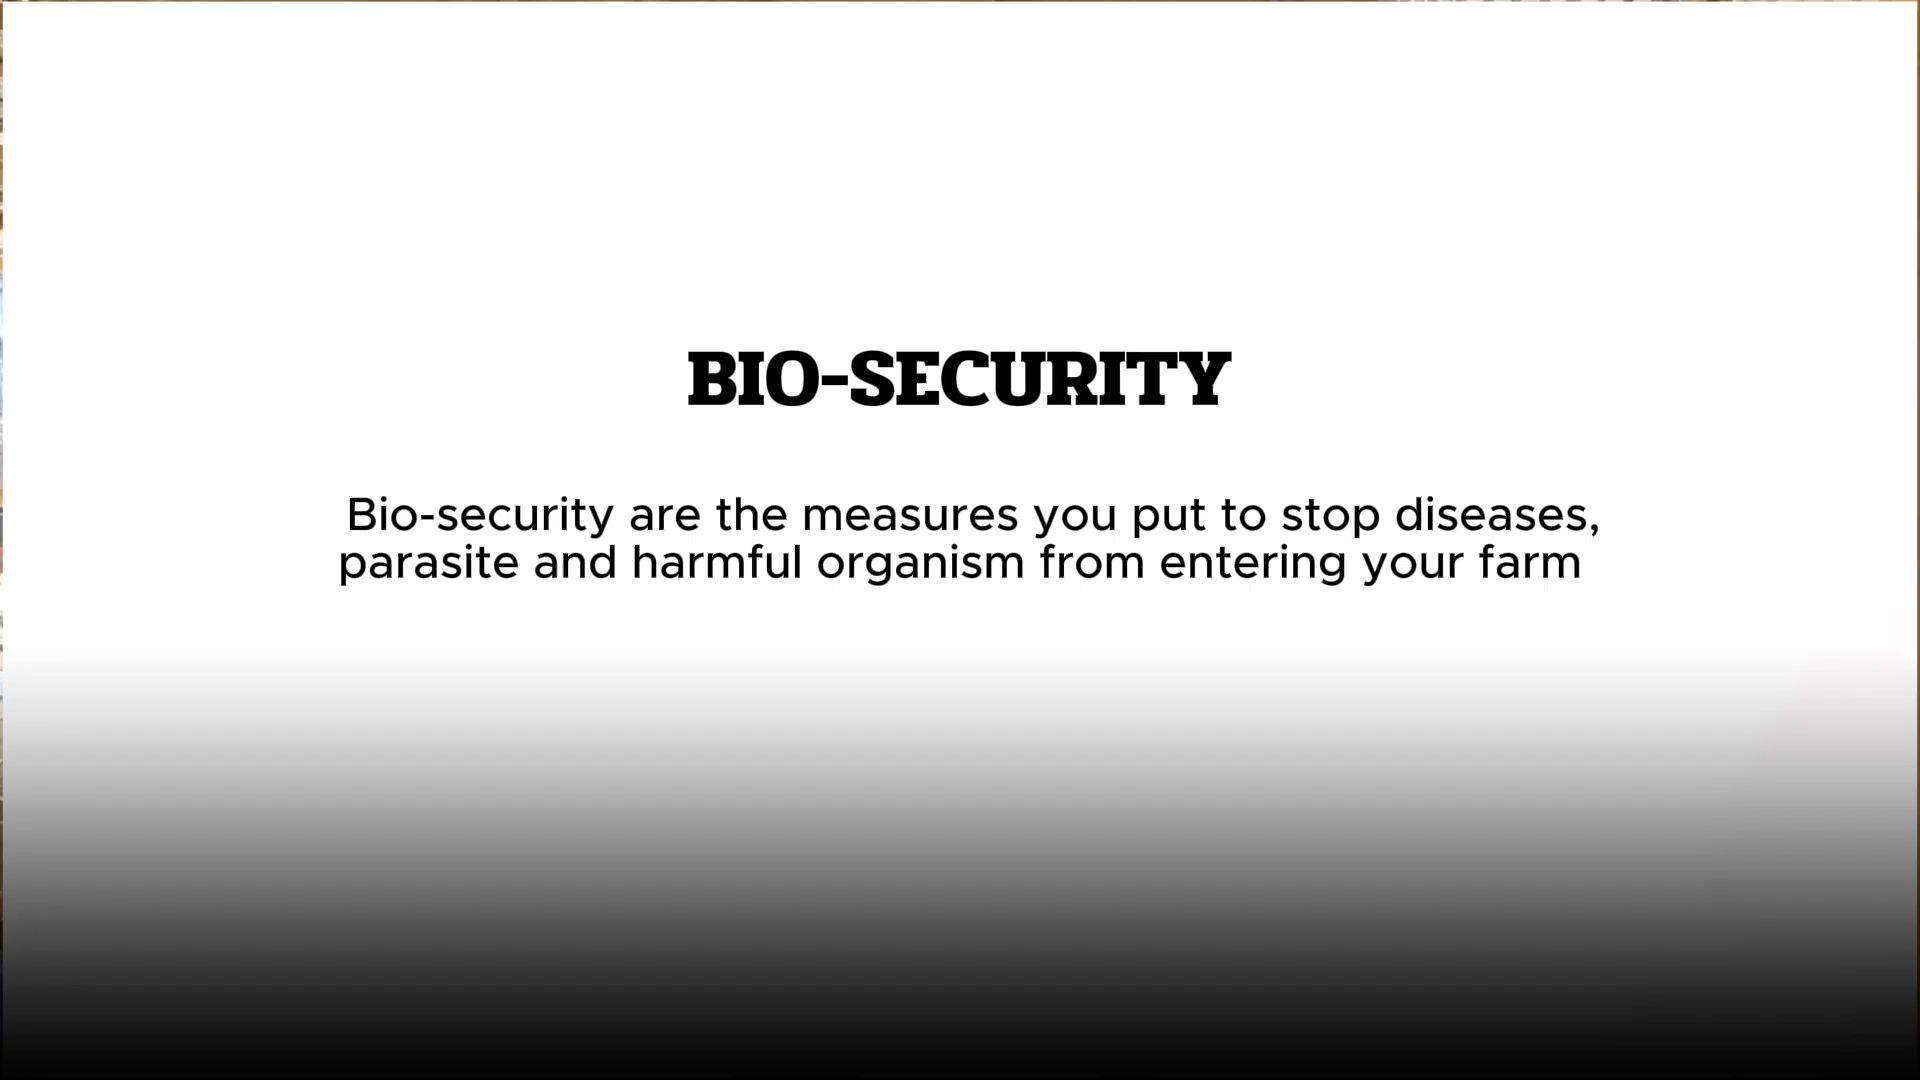 BIO-SECURITY
Bio-security are the measures you put to stop diseases,
parasite and harmful organism from entering your farm